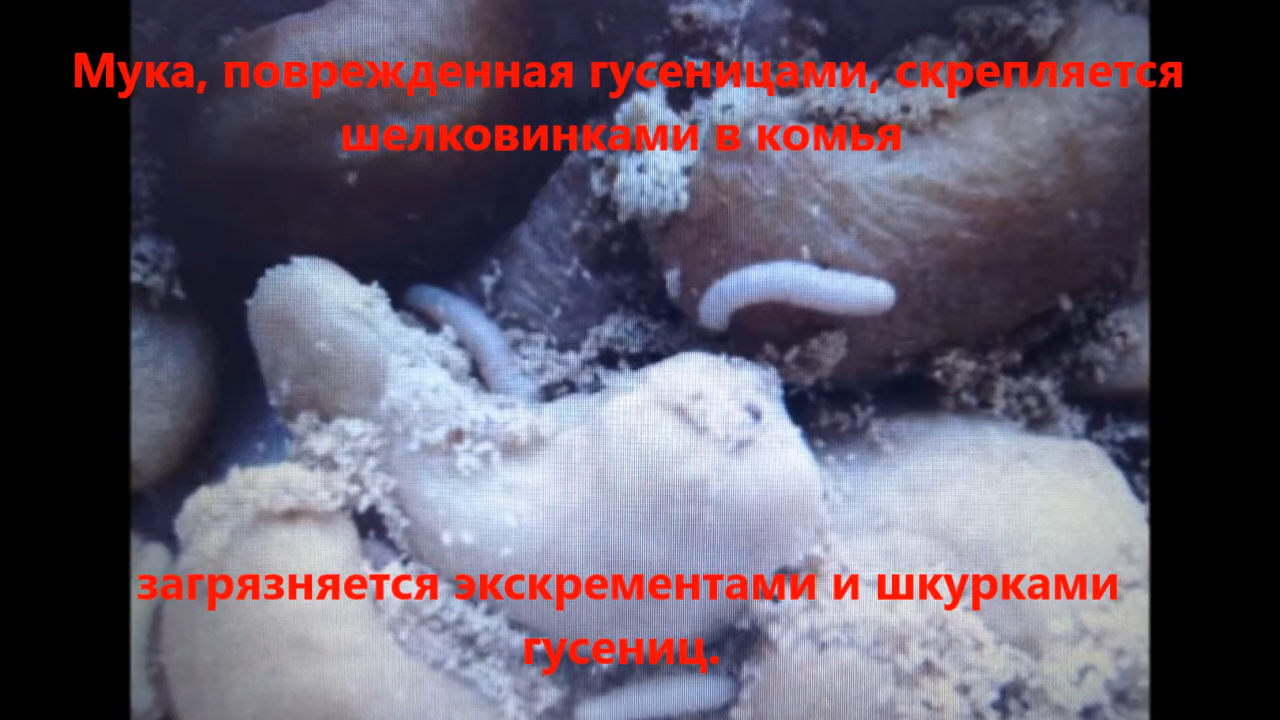 Мука, поврежденная гусеницами, скрепляется
шелковинками в комья
загрязняется экскрементами и шкурками
гусениц.